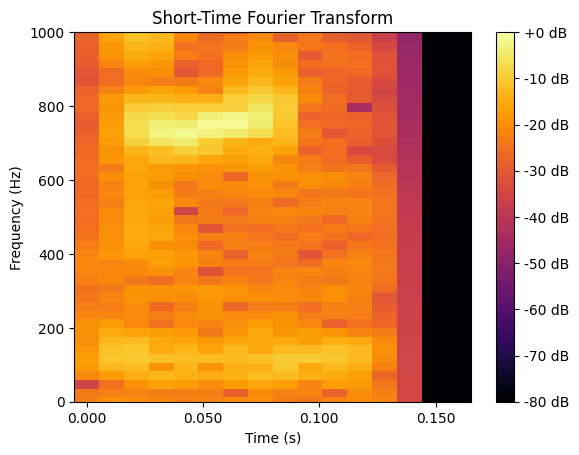 Short-Time Fourier Transform
Frequency (Hz)
1000
800
600
400
200
0
0.000
0.050
0.100
0.150
Time (s)
+0 dB
-10 dB
-20 dB
-30 dB
-40 dB
-50 dB
-60 dB
-70 dB
-80 dB